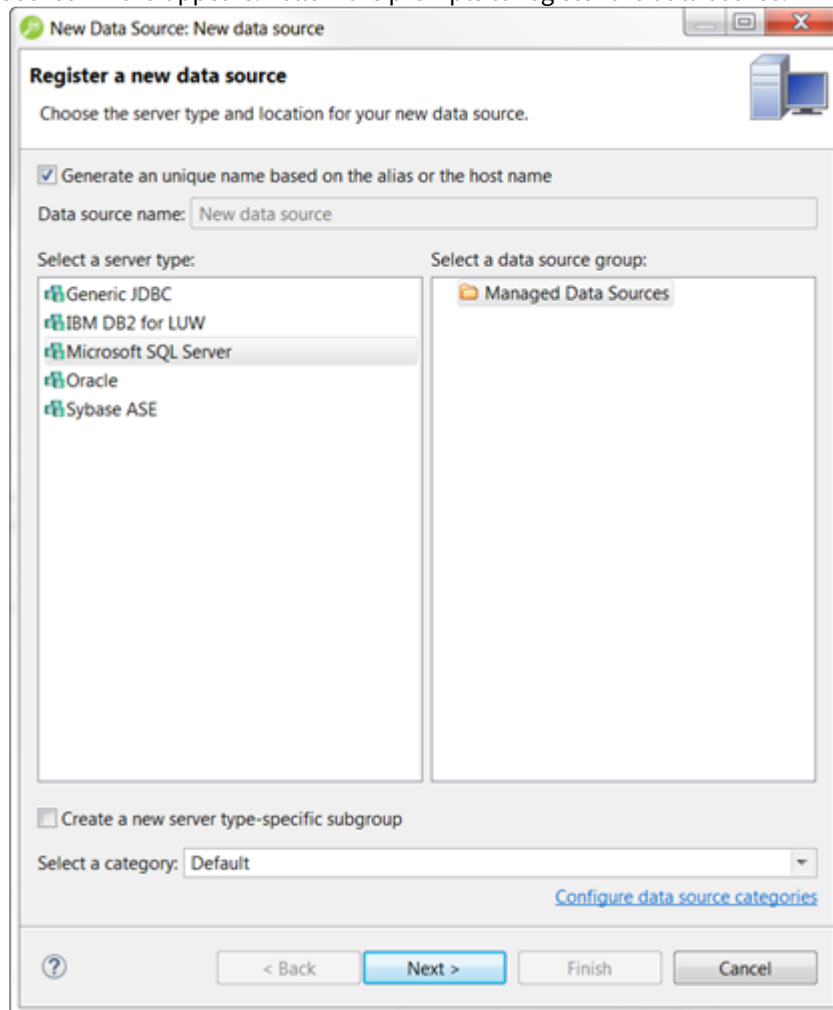 New Data Source: New data source
Register a new data source
Choose the server type and location for your new data source.
Generate an unique name based on the alias or the host name
Data source name: New data source
Select a server type:
Select a data source group:
Generic JDBC
Managed Data Sources
IBM DB2 for LUW
Microsoft SQL Server
Oracle
Sybase ASE
Create a new server type-specific subgroup
Select a category: Default
Configure data source categories
< Back
Next >
Finish
Cancel